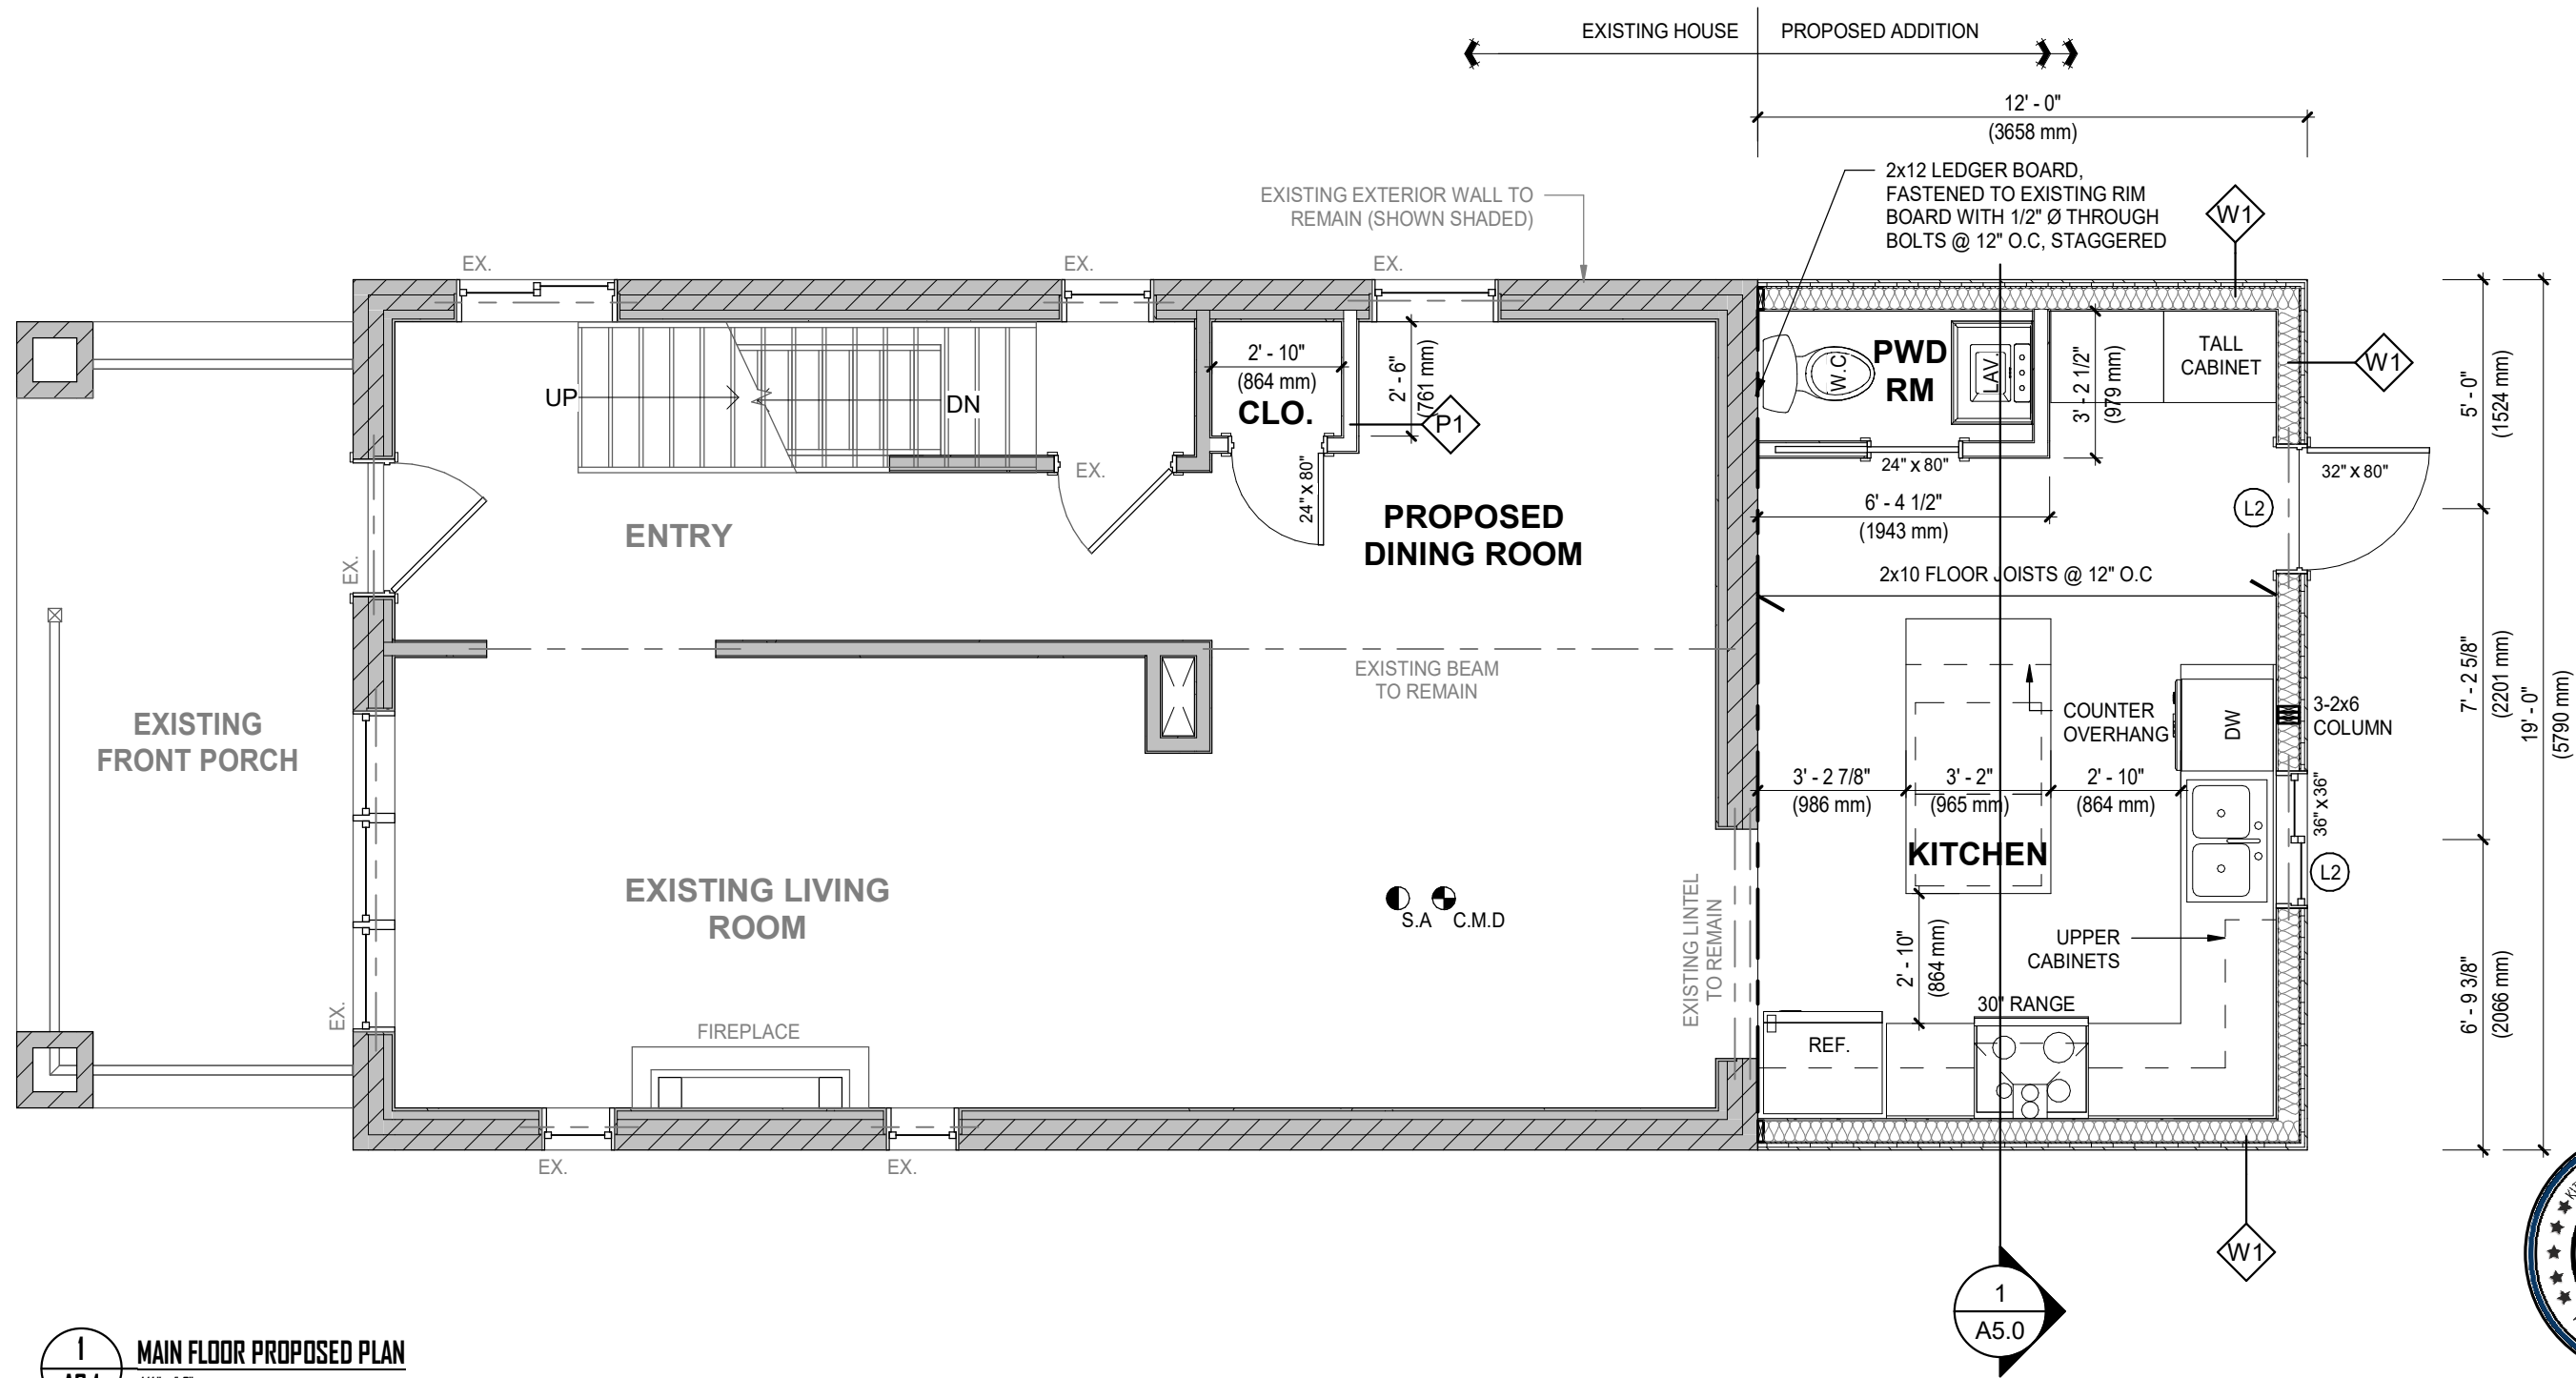 EXISTING HOUSE
PROPOSED ADDITION
12' - 0"
(3658 mm)
2x12 LEDGER BOARD,
FASTENED TO EXISTING RIM
BOARD WITH 1/2" Ø THROUGH
BOLTS @ 12" O.C, STAGGERED
W1
EXISTING EXTERIOR WALL TO
REMAIN (SHOWN SHADED)
EX.
EX.
EX.
UP
DN
2' - 10"
(864 mm)
CLO.
2' - 6"
(761 mm)
P1
24" x 80"
EX.
W.C
PWD
RM
LAV.
3' - 2 1/2"
(979 mm)
TALL
CABINET
W1
24" x 80"
32" x 80"
L2
6' - 4 1/2"
(1943 mm)
5' - 0"
(1524 mm)
ENTRY
PROPOSED
DINING ROOM
EX.
2x10 FLOOR JOISTS @ 12" O.C
EXISTING BEAM
TO REMAIN
EXISTING
FRONT PORCH
COUNTER
OVERHANG
DW
3-2x6
COLUMN
7' - 2 5/8"
(2201 mm)
19' - 0"
(5790 mm)
3' - 2 7/8"
(986 mm)
3' - 2"
(965 mm)
2' - 10"
(864 mm)
36" x 36"
KITCHEN
L2
EXISTING LIVING
ROOM
S.A
C.M.D
EXISTING LINTEL
TO REMAIN
2' - 10"
(864 mm)
UPPER
CABINETS
6' - 9 3/8"
(2066 mm)
EX.
FIREPLACE
30" RANGE
REF.
EX.
EX.
W1
1
A5.0
1
MAIN FLOOR PROPOSED PLAN